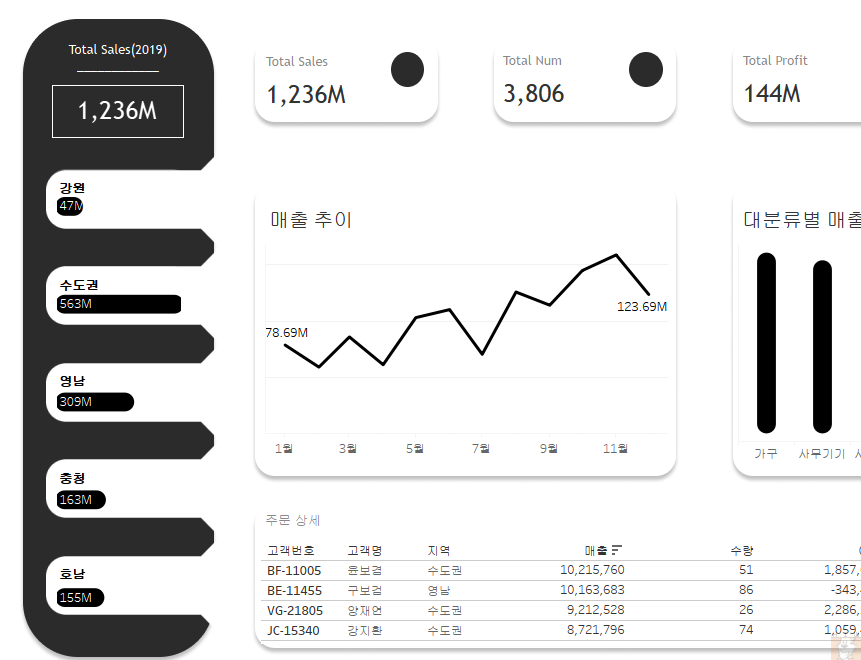 Total Sales(2019)
1,236M
강원
47M
수도권
563M
영남
309M
충청
163M
호남
155M
Total Sales
1,236M
Total Num
3,806
Total Profit
144M
매출 추이
78.69M
123.69M
1월 3월 5월 7월 9월 11월
대분류별 매출
가구 사무기기
주문 상세
고객번호 고객명 지역 매출 수량
BF-11005 윤보겸 수도권 10,215,760 51 1,857,
BE-11455 구보검 영남 10,163,683 86 -343,
VG-21805 양재연 수도권 9,212,528 26 2,286,
JC-15340 강지환 수도권 8,721,796 74 1,059,